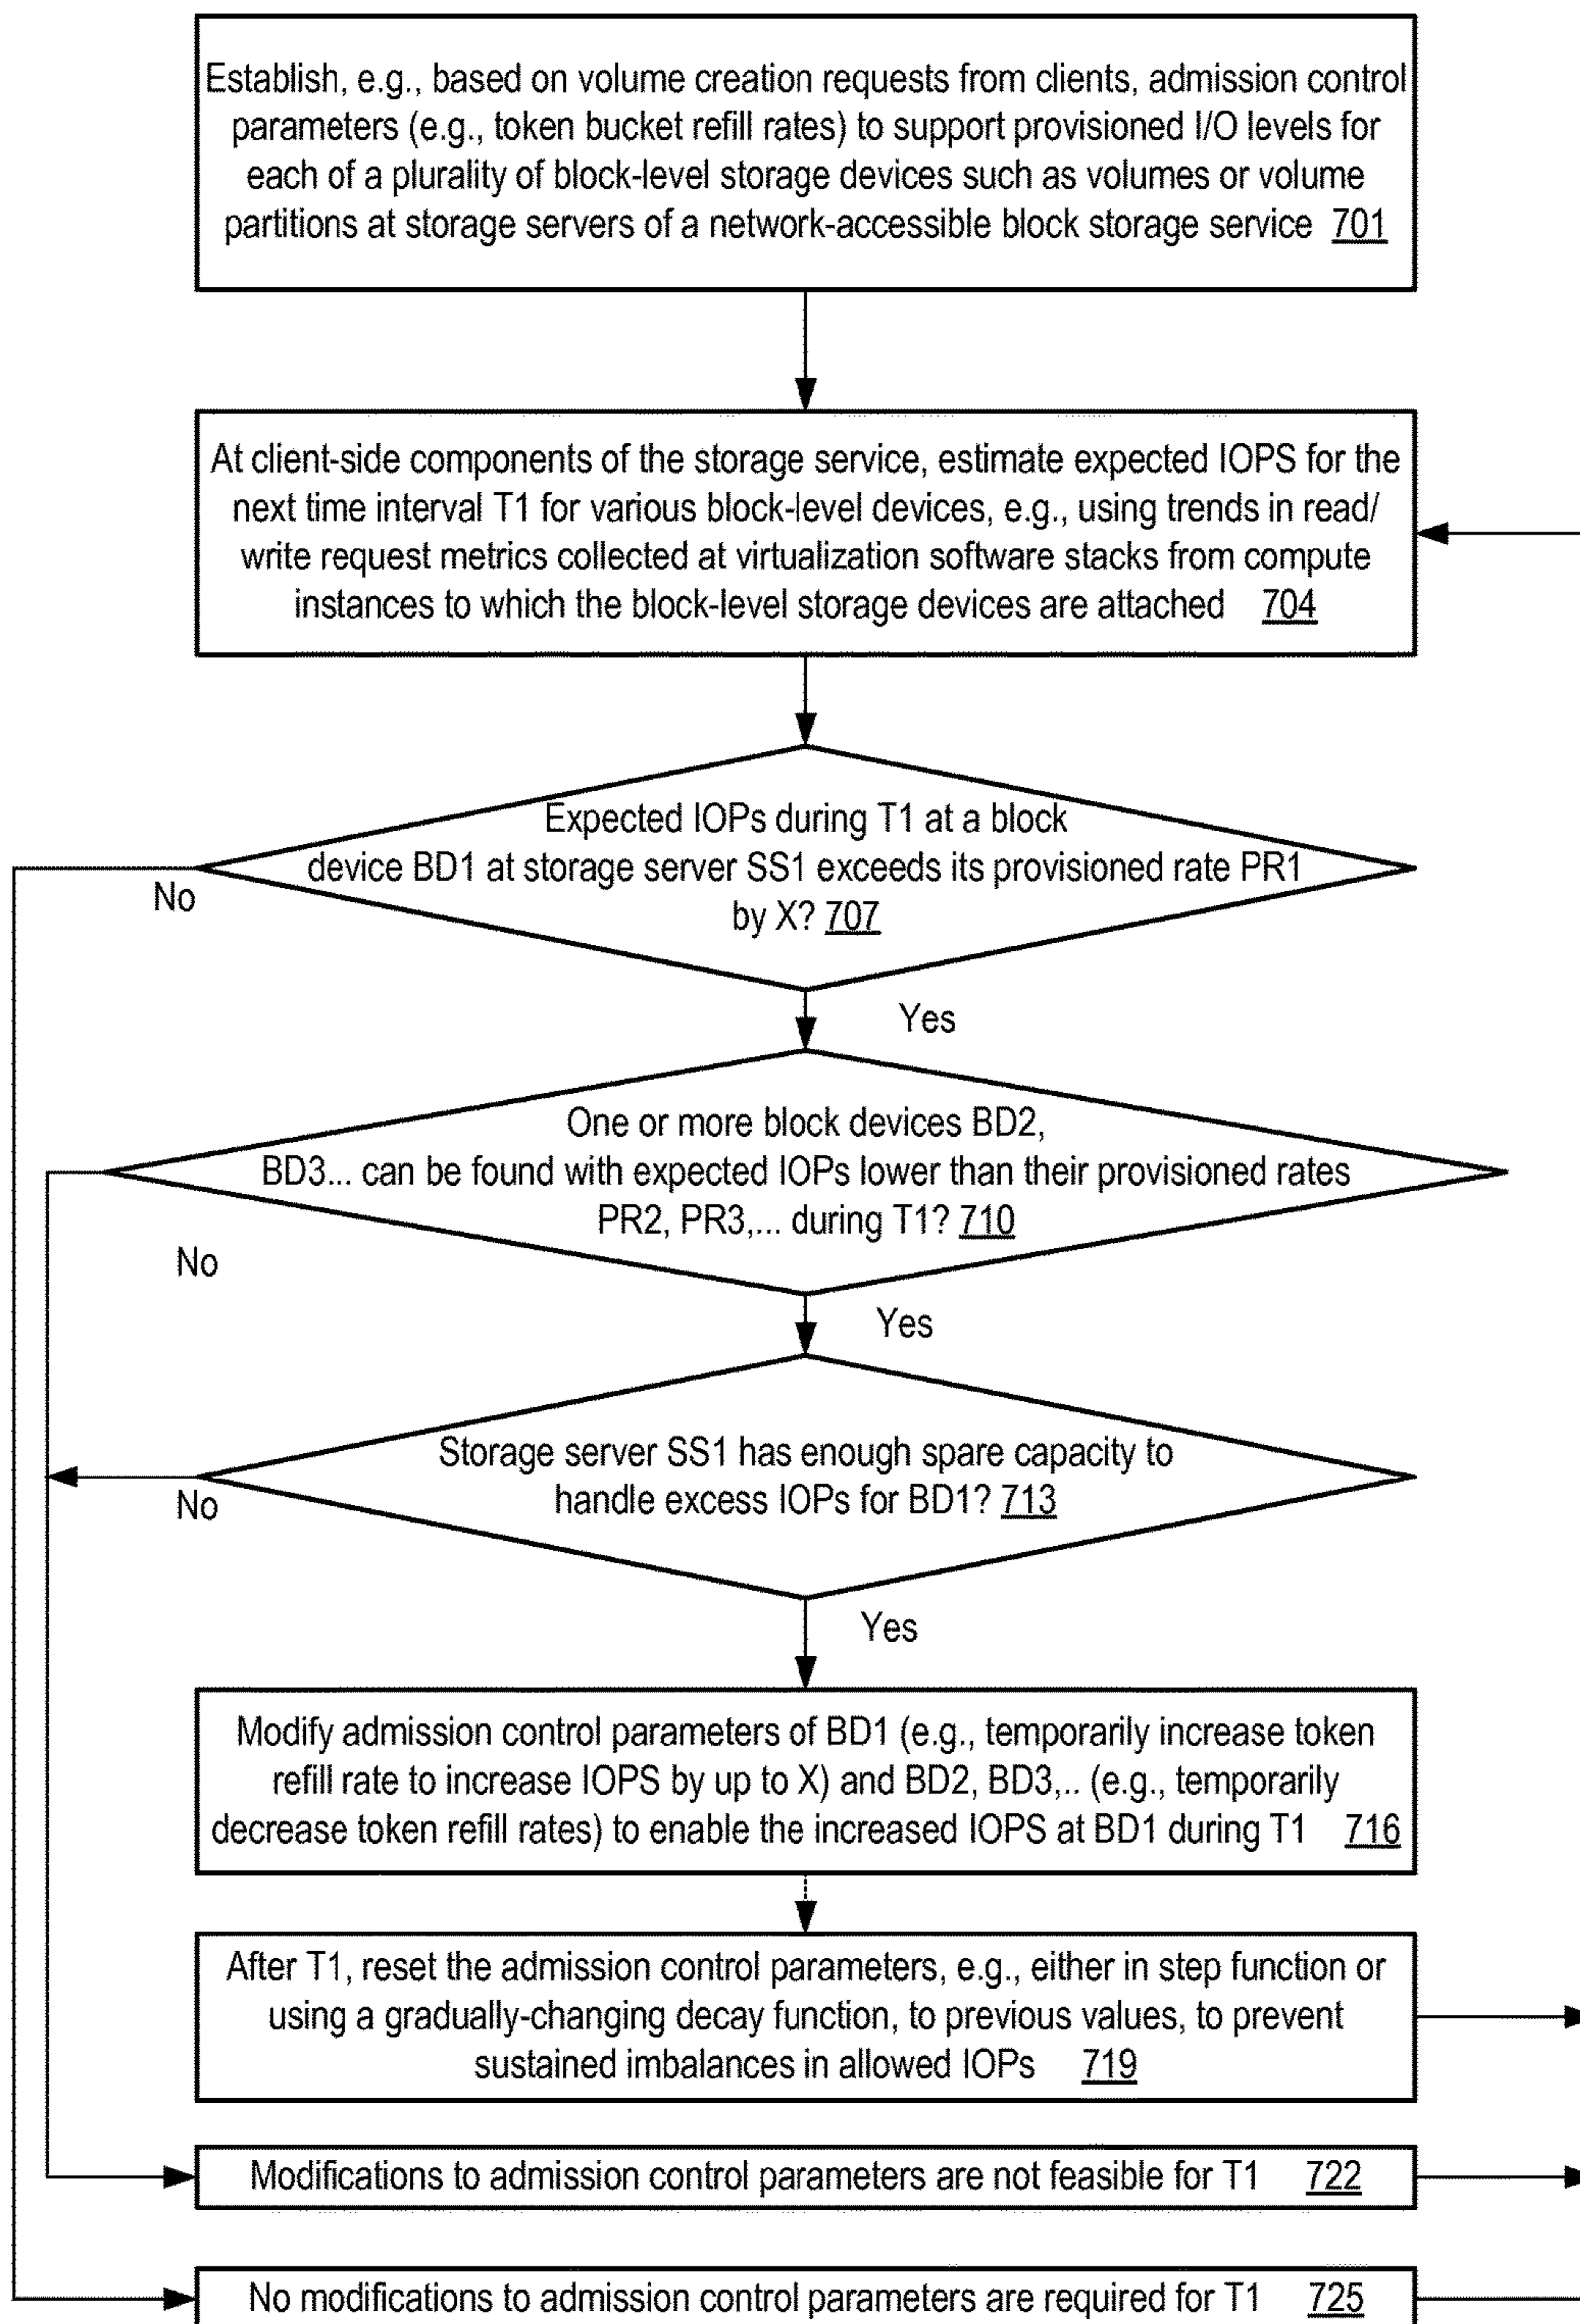 Establish, e.g., based on volume creation requests from clients, admission control
parameters (e.g., token bucket refill rates) to support provisioned I/O levels for
each of a plurality of block-level storage devices such as volumes or volume
partitions at storage servers of a network-accessible block storage service 701
At client-side components of the storage service, estimate expected IOPS for the
next time interval T1 for various block-level devices, e.g., using trends in read/
write request metrics collected at virtualization software stacks from compute
instances to which the block-level storage devices are attached 704
Expected IOPs during T1 at a block
device BD1 at storage server SS1 exceeds its provisioned rate PR1
by X? 707
No
Yes
One or more block devices BD2,
BD3... can be found with expected IOPs lower than their provisioned rates
PR2, PR3,... during T1? 710
No
Yes
Storage server SS1 has enough spare capacity to
handle excess IOPs for BD1? 713
No
Yes
Modify admission control parameters of BD1 (e.g., temporarily increase token
refill rate to increase IOPS by up to X) and BD2, BD3,.. (e.g., temporarily
decrease token refill rates) to enable the increased IOPS at BD1 during T1 716
After T1, reset the admission control parameters, e.g., either in step function or
using a gradually-changing decay function, to previous values, to prevent
sustained imbalances in allowed IOPs 719
Modifications to admission control parameters are not feasible for T1 722
No modifications to admission control parameters are required for T1 725